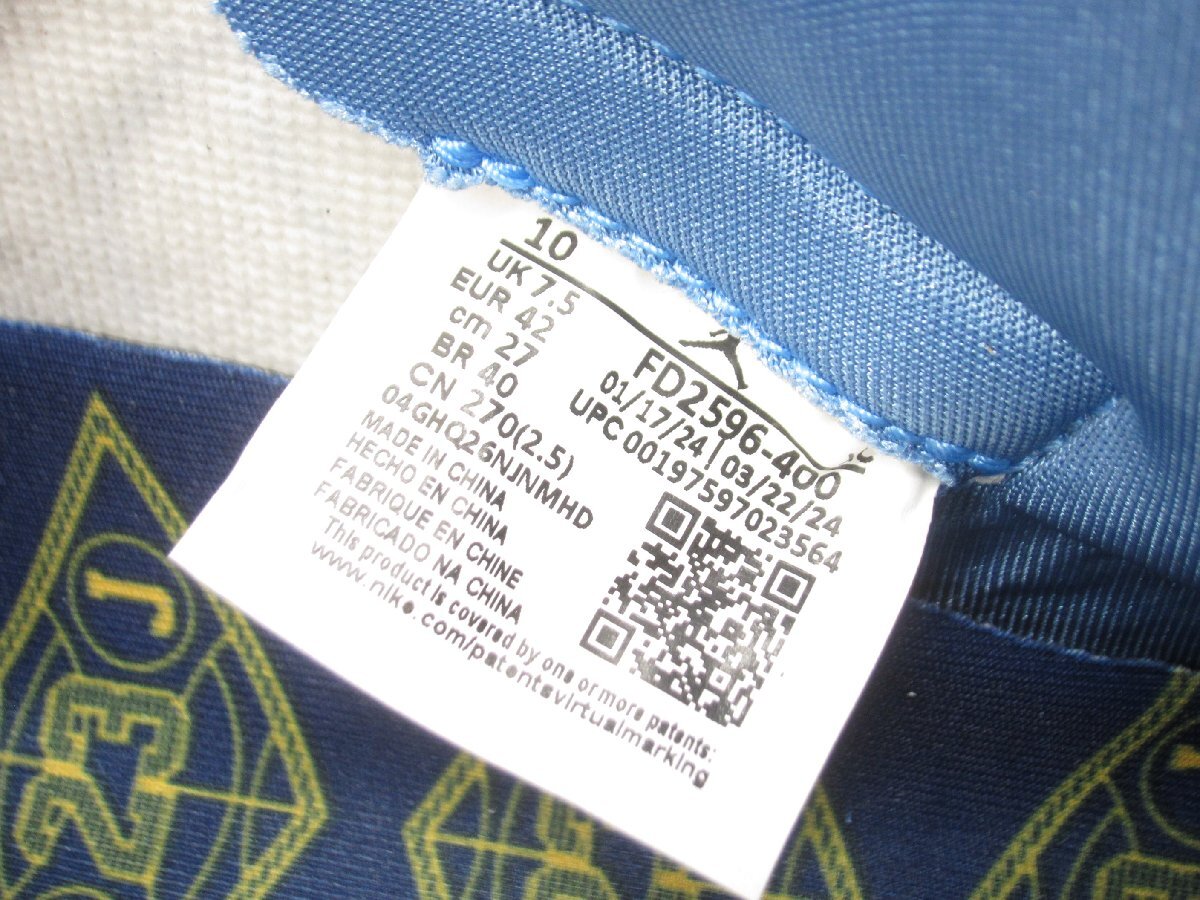 10
UK 7.5
EUR 42
cm 27
BR 40
CN 270(2.5)
04GHQ26NJNMHD
MADE IN CHINA
HECHO EN CHINA
FABRIQUE EN CHINE
FABRICADO NA CHINA
This product is covered by one or more patents:
www.nike.com/patentsvirtualmarking
FD2596-400
01/17/24 | 03/22/24
UPC 00197597023564
J
23
23